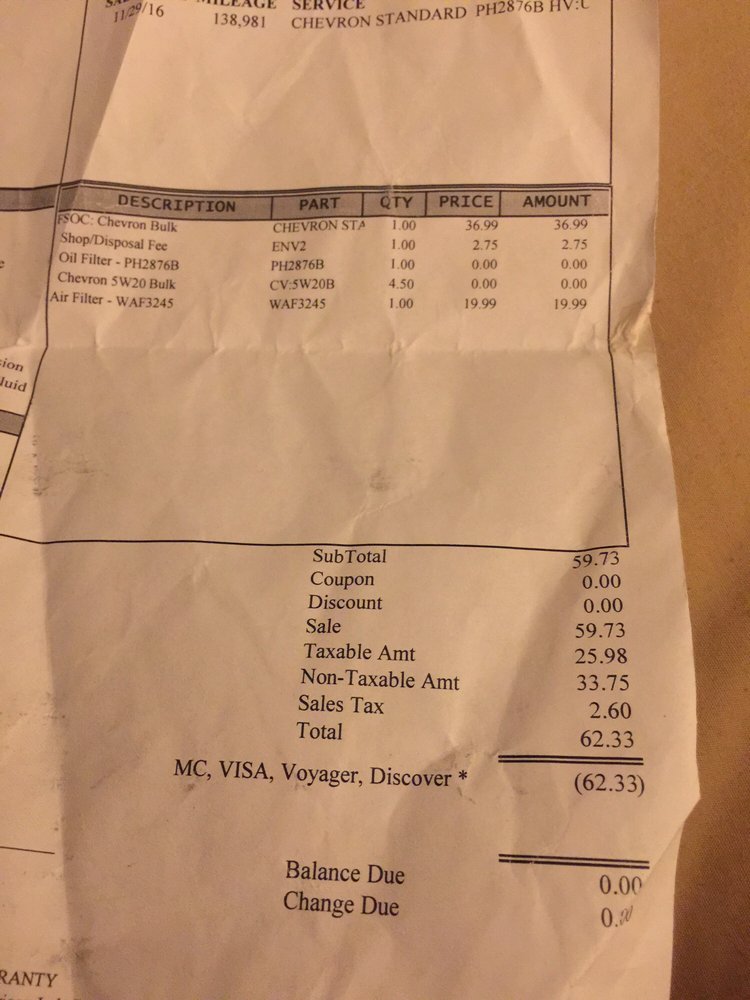 MILEAGE SERVICE
11/29/16 138,981 CHEVRON STANDARD PH2876B
DESCRIPTION PART QTY PRICE AMOUNT
FSOC: Chevron Bulk CHEVRON STA 1.00 36.99 36.99
Shop/Disposal Fee ENV2 1.00 2.75 2.75
Oil Filter - PH2876B PH2876B 1.00 0.00 0.00
Chevron 5W20 Bulk CV:5W20B 4.50 0.00 0.00
Air Filter - WAF3245 WAF3245 1.00 19.99 19.99
SubTotal 59.73
Coupon 0.00
Discount 0.00
Sale 59.73
Taxable Amt 25.98
Non-Taxable Amt 33.75
Sales Tax 2.60
Total 62.33
MC, VISA, Voyager, Discover * (62.33)
Balance Due 0.00
Change Due 0.00